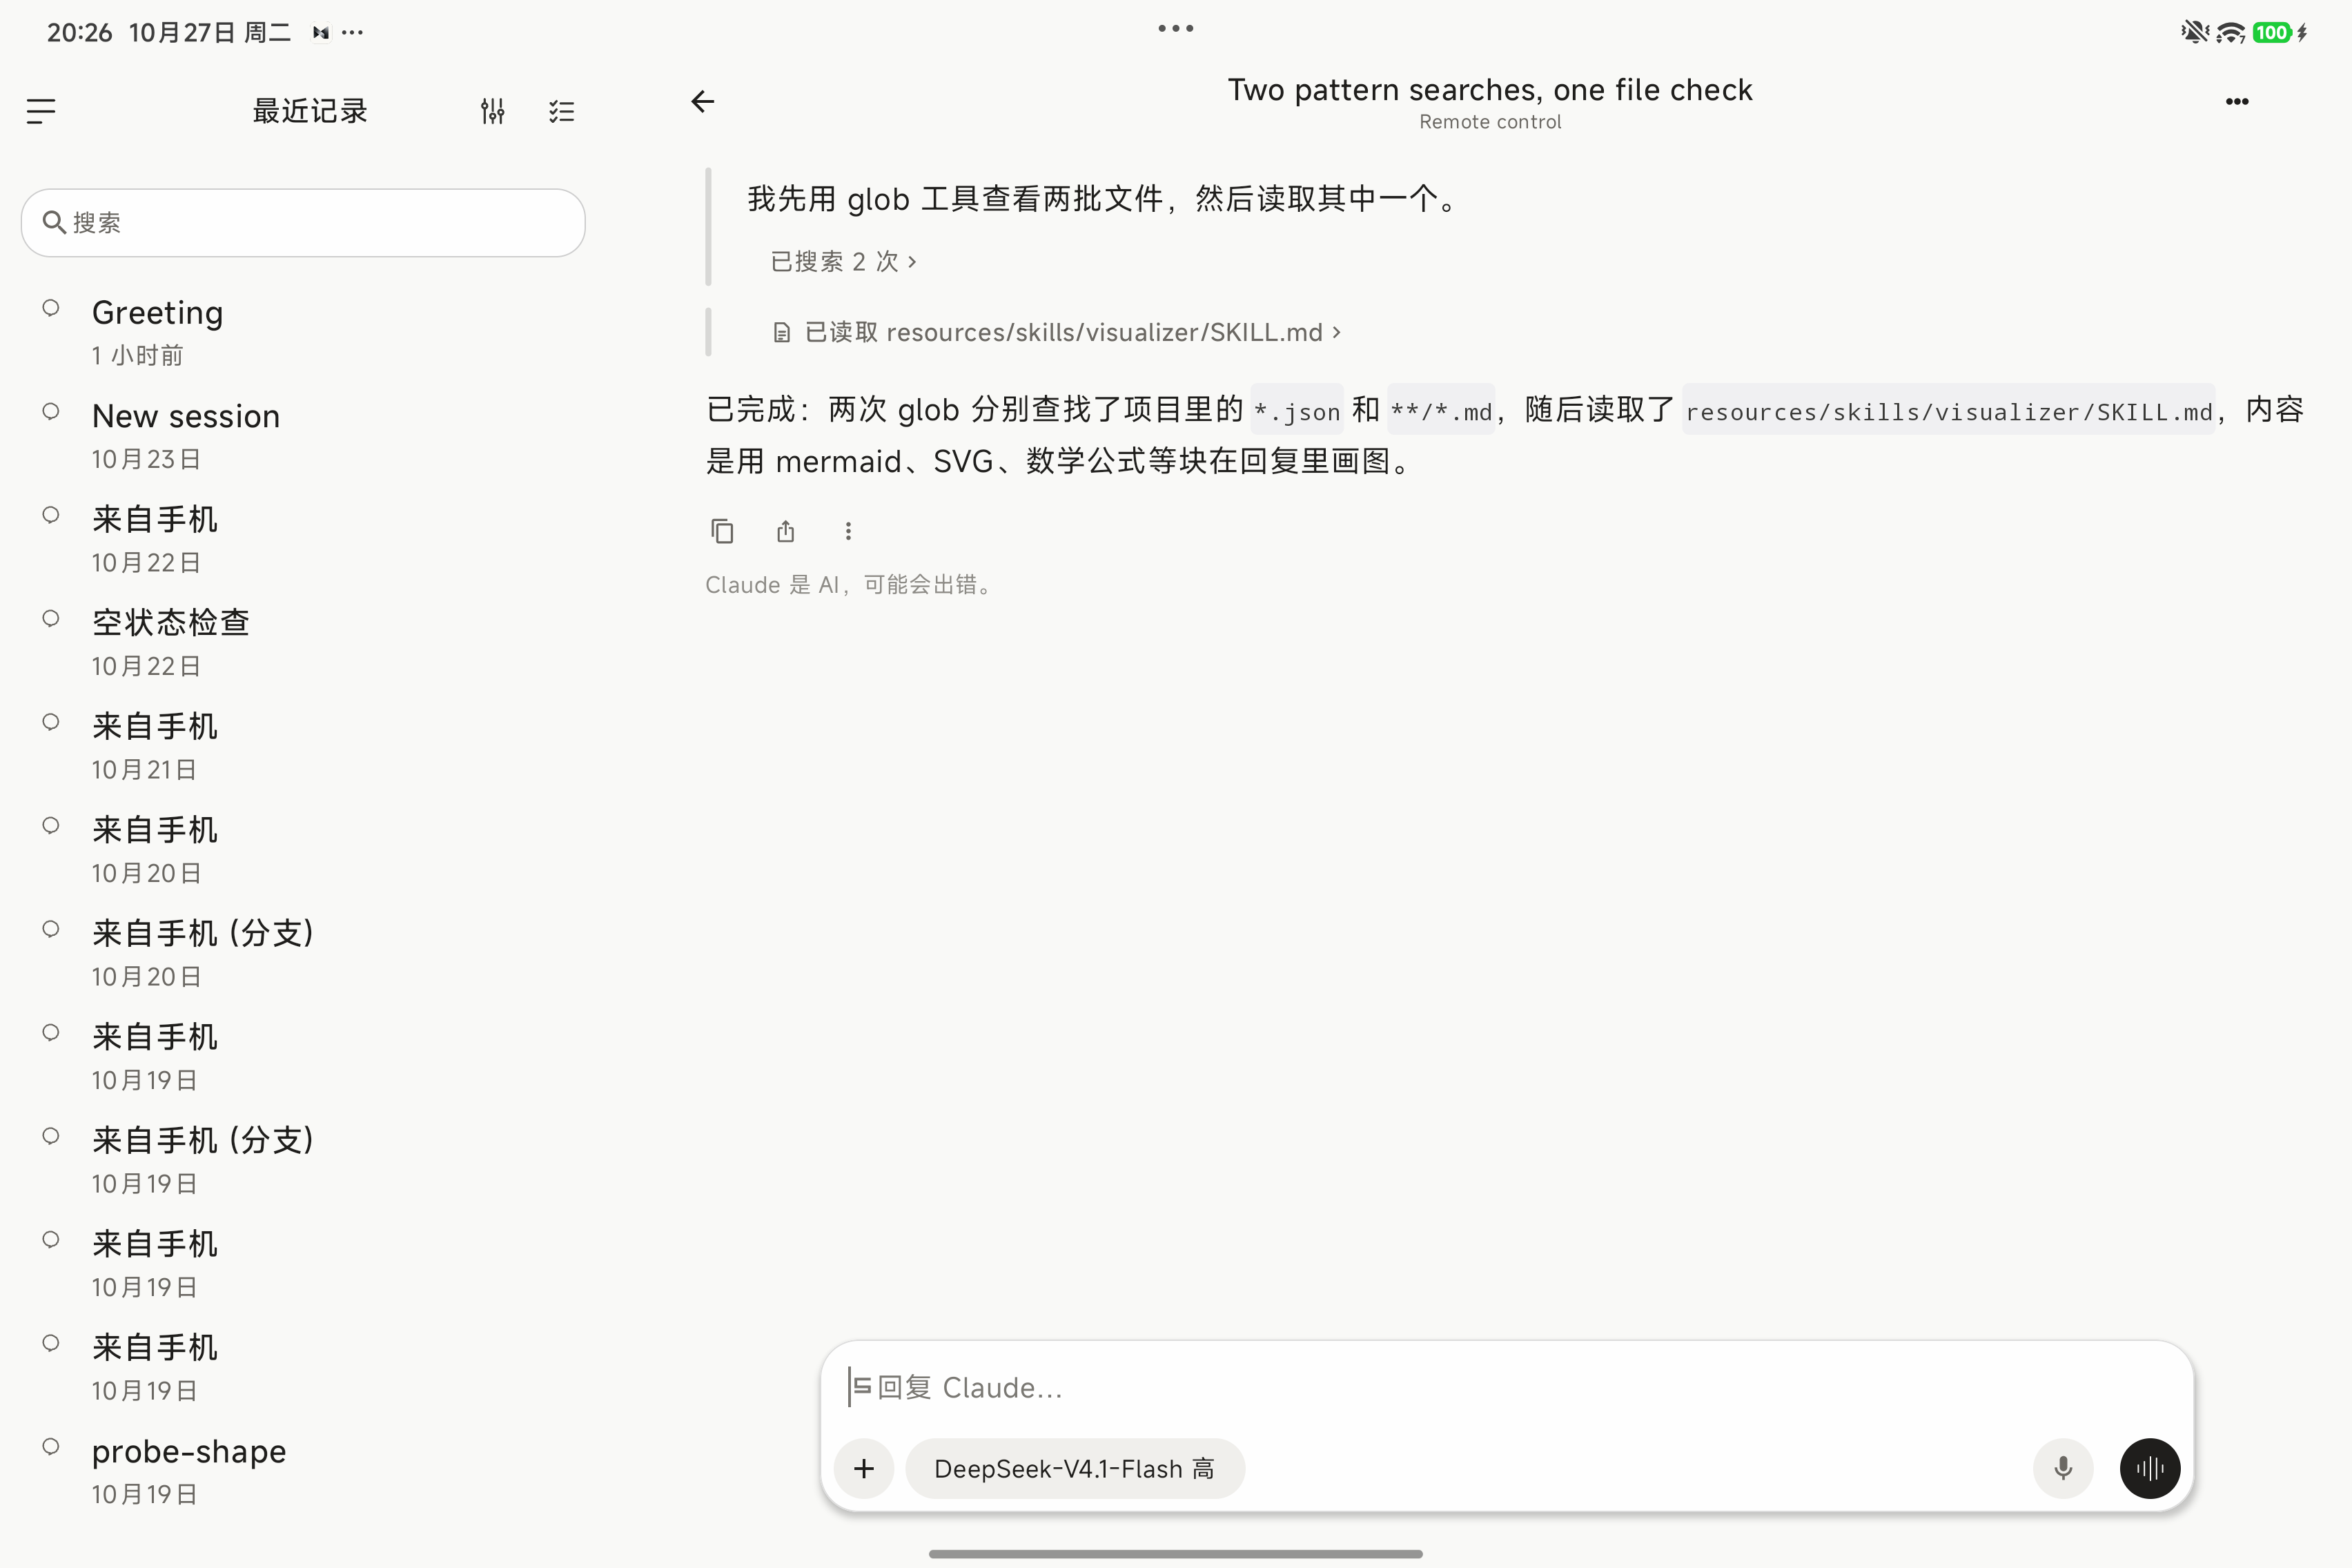 20:26 10月27日 周二
最近记录
搜索
Greeting
1 小时前
New session
10月23日
来自手机
10月22日
空状态检查
10月22日
来自手机
10月21日
来自手机
10月20日
来自手机 (分支)
10月20日
来自手机
10月19日
来自手机 (分支)
10月19日
来自手机
10月19日
来自手机
10月19日
probe-shape
10月19日
100
7
Two pattern searches, one file check
Remote control
我先用 glob 工具查看两批文件，然后读取其中一个。
已搜索 2 次
已读取 resources/skills/visualizer/SKILL.md
已完成：两次 glob 分别查找了项目里的 *.json 和 **/*.md，随后读取了 resources/skills/visualizer/SKILL.md，内容
是用 mermaid、SVG、数学公式等块在回复里画图。
Claude 是 AI，可能会出错。
回复 Claude…
DeepSeek-V4.1-Flash 高